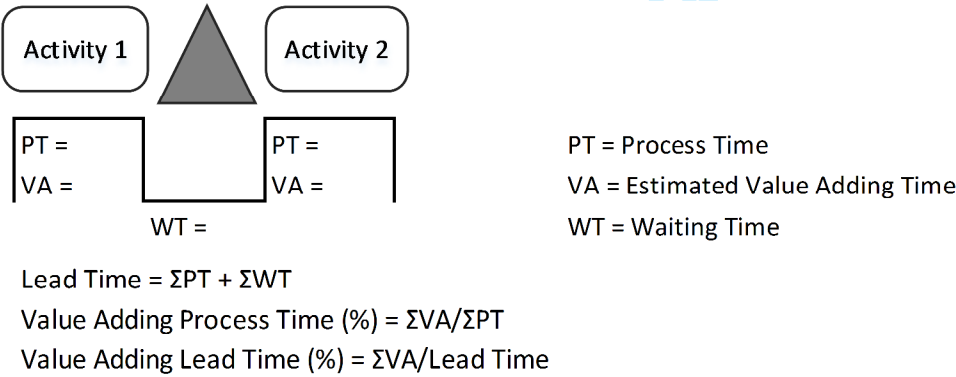 Activity 1
Activity 2
PT =
VA =
PT =
VA =
WT =
PT = Process Time
VA = Estimated Value Adding Time
WT = Waiting Time
Lead Time = ΣPT + ΣWT
Value Adding Process Time (%) = ΣVA/ΣPT
Value Adding Lead Time (%) = ΣVA/Lead Time